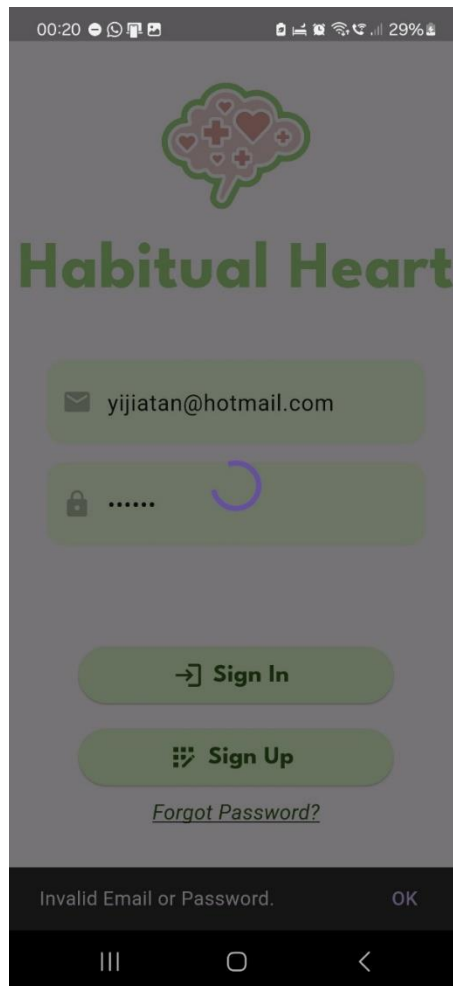 00:20 29%
Habitual Heart
yijiatan@hotmail.com
••••••
Sign In
Sign Up
Forgot Password?
Invalid Email or Password. OK